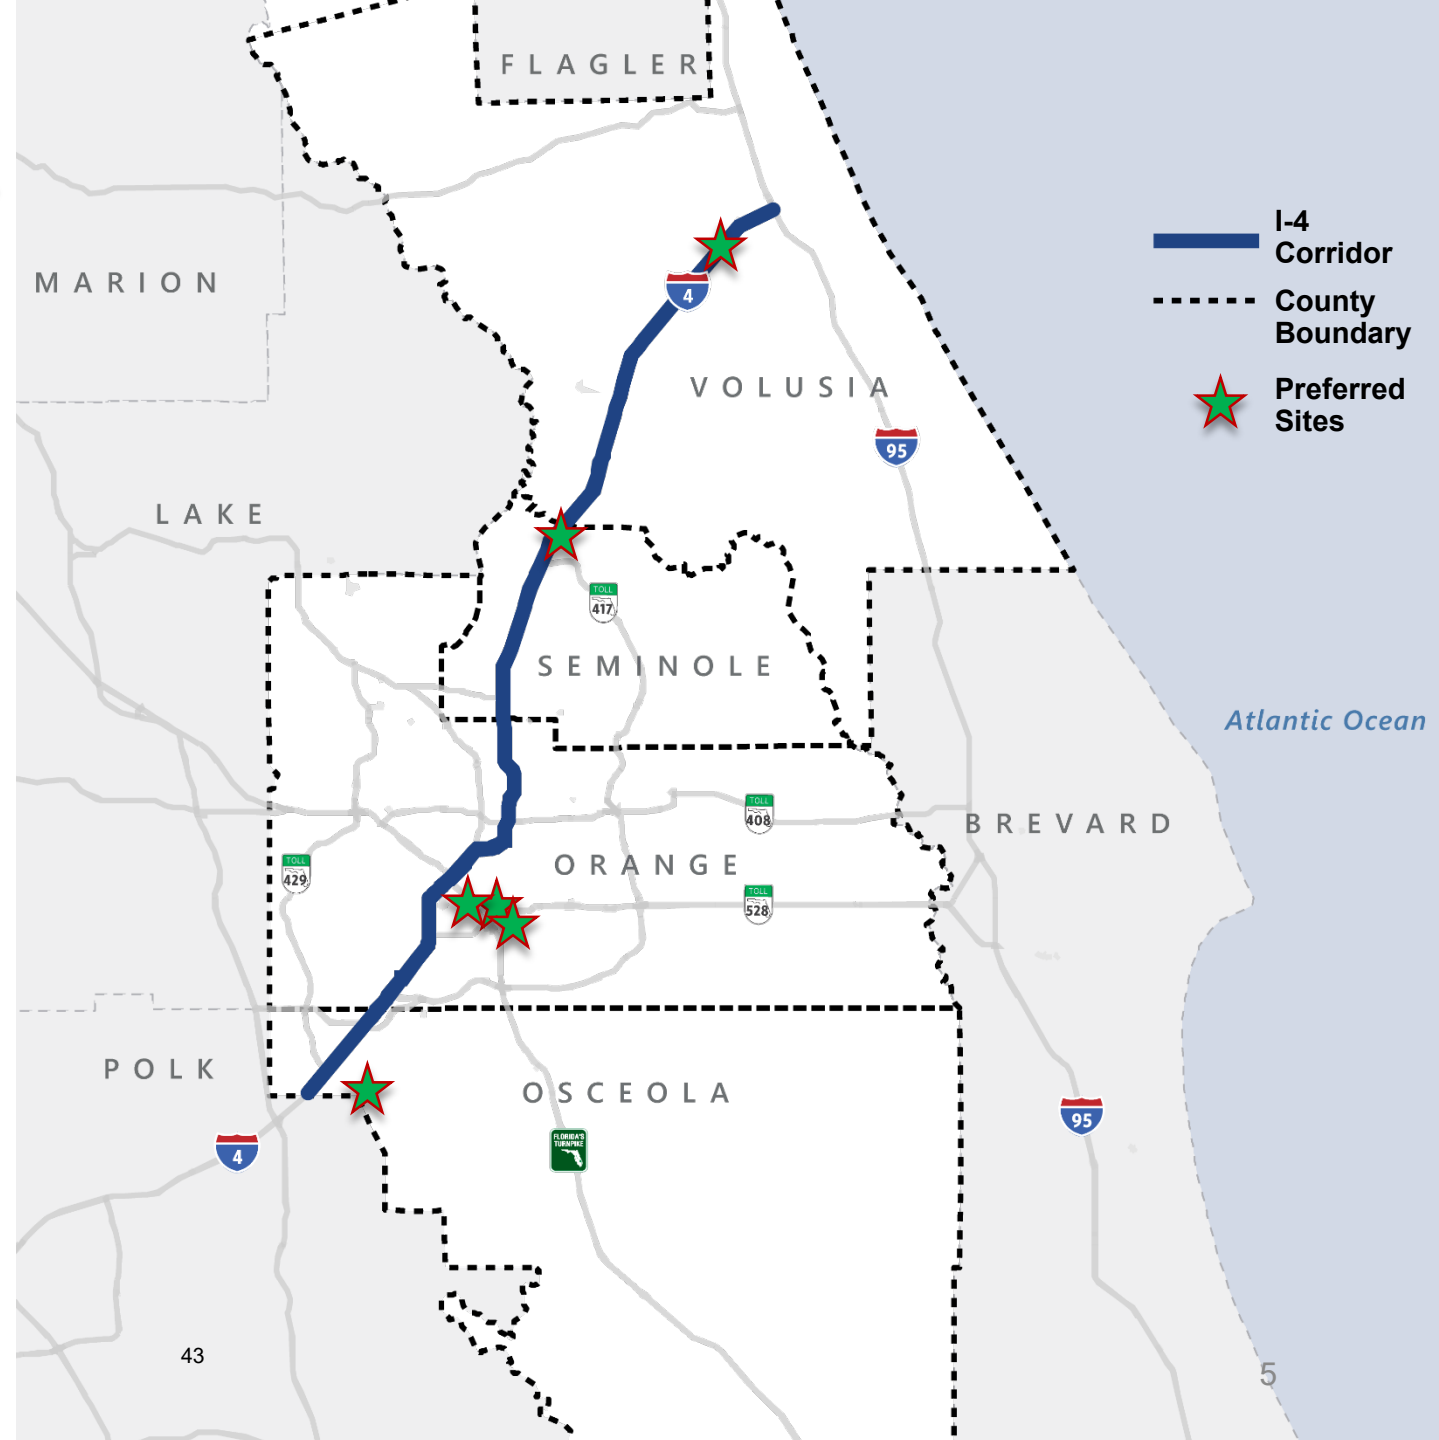 FLAGLER
I-4
Corridor
MARION
4
County
Boundary
VOLUSIA
Preferred
Sites
95
LAKE
TOLL
417
SEMINOLE
Atlantic Ocean
TOLL
408
BREVARD
ORANGE
TOLL
429
TOLL
528
POLK
OSCEOLA
95
4
FLORIDA'S
TURNPIKE
43
5